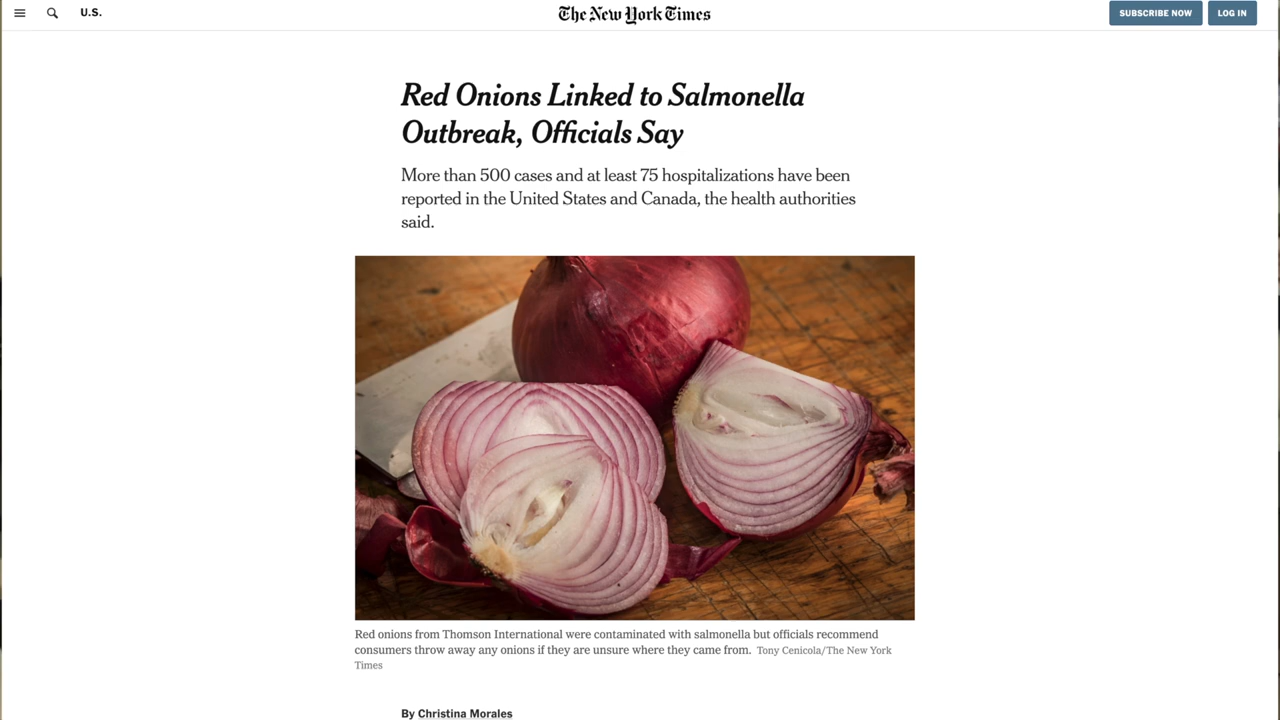 U.S.
The New York Times
SUBSCRIBE NOW
LOG IN
Red Onions Linked to Salmonella
Outbreak, Officials Say
More than 500 cases and at least 75 hospitalizations have been
reported in the United States and Canada, the health authorities
said.
Red onions from Thomson International were contaminated with salmonella but officials recommend
consumers throw away any onions if they are unsure where they came from. Tony Cenicola/The New York
Times
By Christina Morales